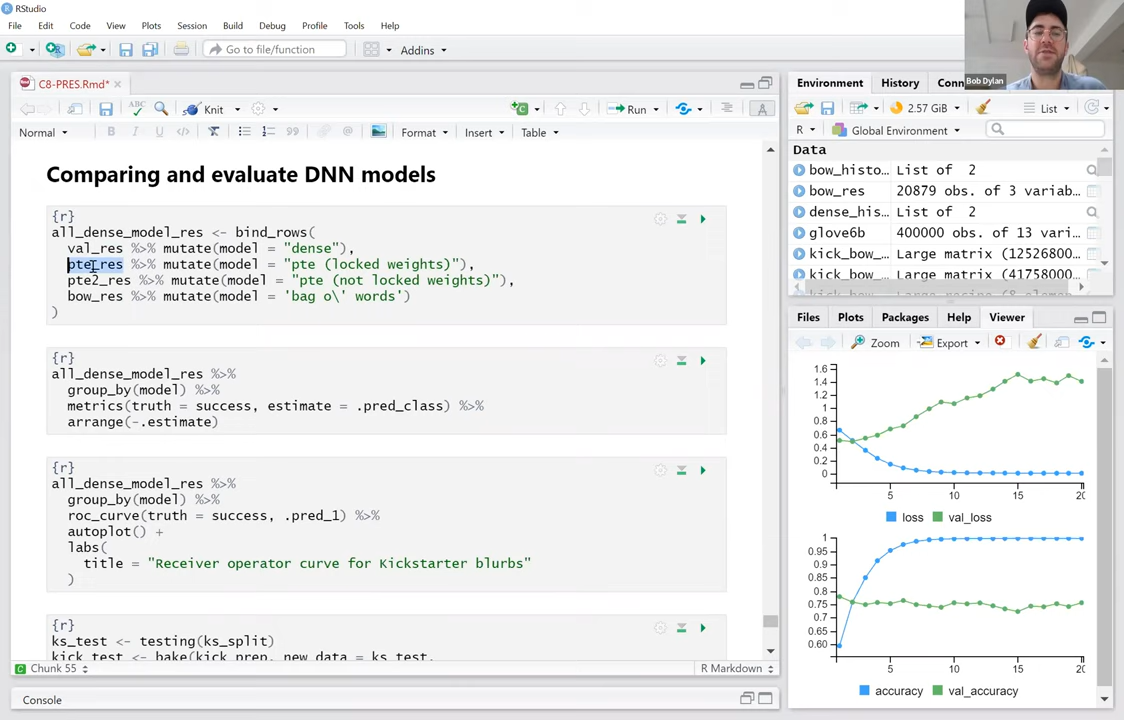 RStudio
File Edit Code View Plots Session Build Debug Profile Tools Help
Go to file/function Addins
Bob Dylan
C8-PRES.Rmd*
ABC Knit Run
Normal B I U </> 99 @ Format Insert Table
Comparing and evaluate DNN models
{r}
all_dense_model_res <- bind_rows(
val_res %>% mutate(model = "dense"),
pte_res %>% mutate(model = "pte (locked weights)"),
pte2_res %>% mutate(model = "pte (not locked weights)"),
bow_res %>% mutate(model = 'bag o\' words')
)
{r}
all_dense_model_res %>%
group_by(model) %>%
metrics(truth = success, estimate = .pred_class) %>%
arrange(-.estimate)
{r}
all_dense_model_res %>%
group_by(model) %>%
roc_curve(truth = success, .pred_1) %>%
autoplot() +
labs(
title = "Receiver operator curve for Kickstarter blurbs"
)
{r}
ks_test <- testing(ks_split)
kick_test <- bake(kick_prep, new_data = ks_test,
Chunk 55 R Markdown
Console
Environment History Conn
2.57 GiB List
R Global Environment
Data
bow_histo… List of 2
bow_res 20879 obs. of 3 variab…
dense_his… List of 2
glove6b 400000 obs. of 13 vari…
kick_bow_… Large matrix (12526800…
kick_bow_… Large matrix (41758000…
Files Plots Packages Help Viewer
Zoom Export
1.6
1.4
1.2
1
0.8
0.6
0.4
0.2
0
5 10 15 20
loss val_loss
1
0.95
0.9
0.85
0.8
0.75
0.70
0.65
0.60
5 10 15 20
accuracy val_accuracy